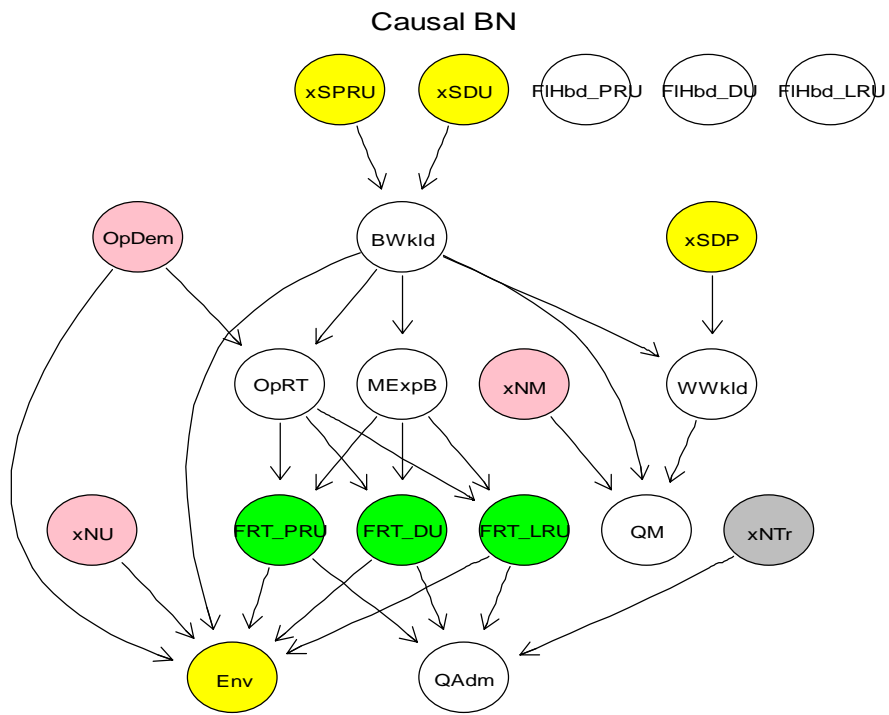 Causal BN
xSPRU xSDU FlHbd_PRU FlHbd_DU FlHbd_LRU
OpDem BWkld xSDP
OpRT MExpB xNM WWkld
xNU FRT_PRU FRT_DU FRT_LRU QM xNTr
Env QAdm